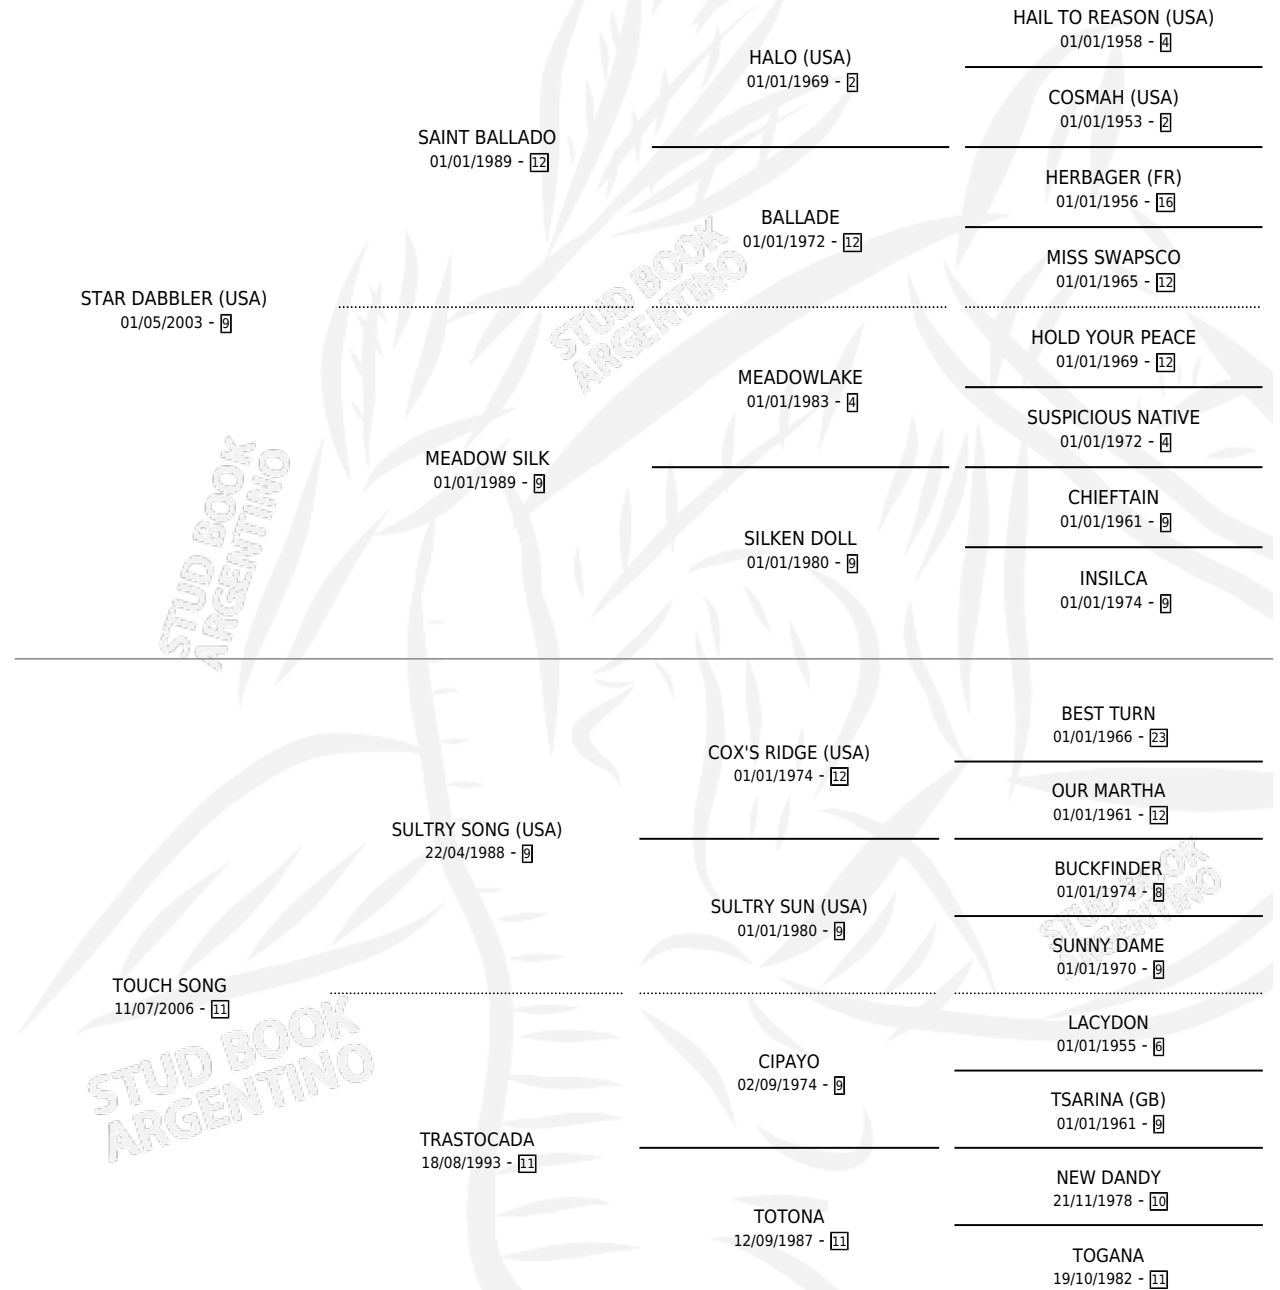 HAIL TO REASON (USA)
01/01/1958 - 4
HALO (USA)
01/01/1969 - 2
COSMAH (USA)
01/01/1953 - 2
SAINT BALLADO
01/01/1989 - 12
HERBAGER (FR)
01/01/1956 - 16
BALLADE
01/01/1972 - 12
MISS SWAPSCO
01/01/1965 - 12
STAR DABBLER (USA)
01/05/2003 - 9
STUD BOOK
ARGENTINO
HOLD YOUR PEACE
01/01/1969 - 12
MEADOWLAKE
01/01/1983 - 4
SUSPICIOUS NATIVE
01/01/1972 - 4
MEADOW SILK
01/01/1989 - 9
CHIEFTAIN
01/01/1961 - 9
SILKEN DOLL
01/01/1980 - 9
INSILCA
01/01/1974 - 9
STUD BOOK
ARGENTINO
BEST TURN
01/01/1966 - 23
COX'S RIDGE (USA)
01/01/1974 - 12
OUR MARTHA
01/01/1961 - 12
SULTRY SONG (USA)
22/04/1988 - 9
BUCKFINDER
01/01/1974 - 8
SULTRY SUN (USA)
01/01/1980 - 9
SUNNY DAME
01/01/1970 - 9
STUD BOOK
ARGENTINO
TOUCH SONG
11/07/2006 - 11
LACYDON
01/01/1955 - 6
CIPAYO
02/09/1974 - 9
TSARINA (GB)
01/01/1961 - 9
STUD BOOK
ARGENTINO
TRASTOCADA
18/08/1993 - 11
NEW DANDY
21/11/1978 - 10
TOTONA
12/09/1987 - 11
TOGANA
19/10/1982 - 11